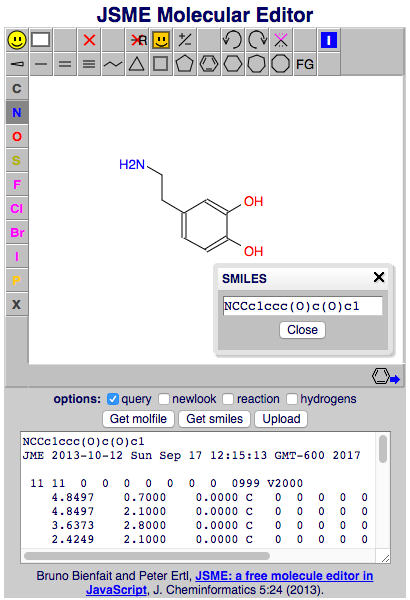 JSME Molecular Editor
R
+/-
I
FG
C
N
O
S
F
Cl
Br
I
P
X
H2N
OH
OH
SMILES
NCCc1ccc(O)c(O)c1
Close
options: query newlook reaction hydrogens
Get molfile Get smiles Upload
NCCc1ccc(O)c(O)c1
JME 2013-10-12 Sun Sep 17 12:15:13 GMT-600 2017
11 11 0 0 0 0 0 0 0 0999 V2000
4.8497 0.7000 0.0000 C 0 0 0 0 0
4.8497 2.1000 0.0000 C 0 0 0 0 0
3.6373 2.8000 0.0000 C 0 0 0 0 0
2.4249 2.1000 0.0000 C 0 0 0 0 0
Bruno Bienfait and Peter Ertl, JSME: a free molecule editor in
JavaScript, J. Cheminformatics 5:24 (2013).